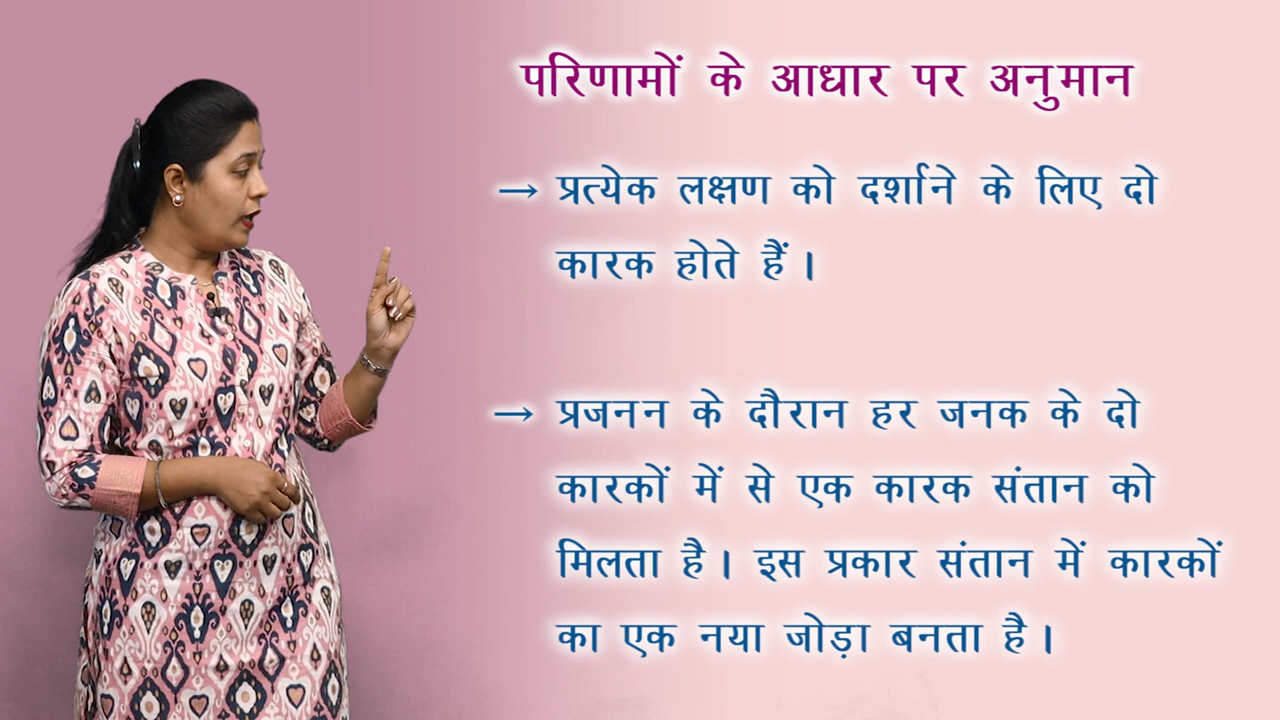 परिणामों के आधार पर अनुमान
→ प्रत्येक लक्षण को दर्शाने के लिए दो
कारक होते हैं।
→ प्रजनन के दौरान हर जनक के दो
कारकों में से एक कारक संतान को
मिलता है। इस प्रकार संतान में कारकों
का एक नया जोड़ा बनता है।